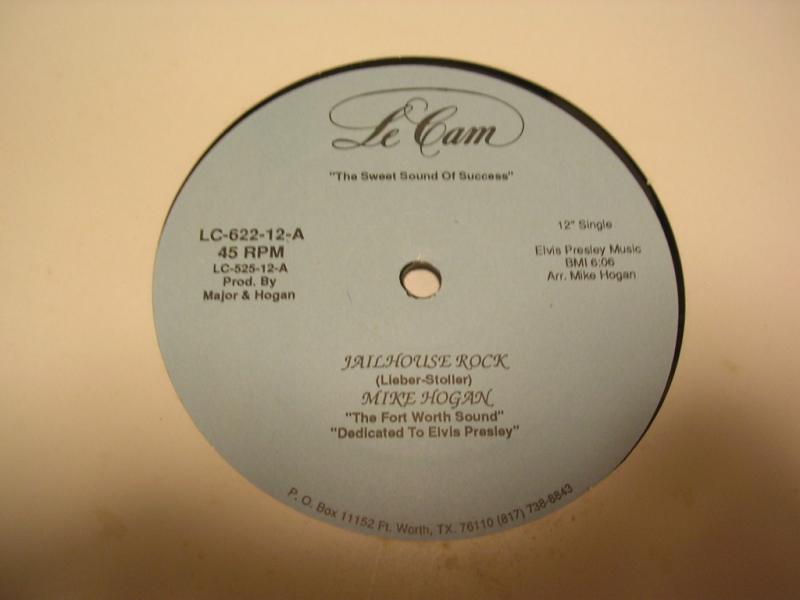 Le Cam
"The Sweet Sound Of Success"
LC-622-12-A
45 RPM
LC-525-12-A
Prod. By
Major & Hogan
12" Single
Elvis Presley Music
BMI 6:06
Arr. Mike Hogan
JAILHOUSE ROCK
(Lieber-Stoller)
MIKE HOGAN
"The Fort Worth Sound"
"Dedicated To Elvis Presley"
P. O. Box 11152 Ft. Worth, TX. 76110 (817) 738-8843